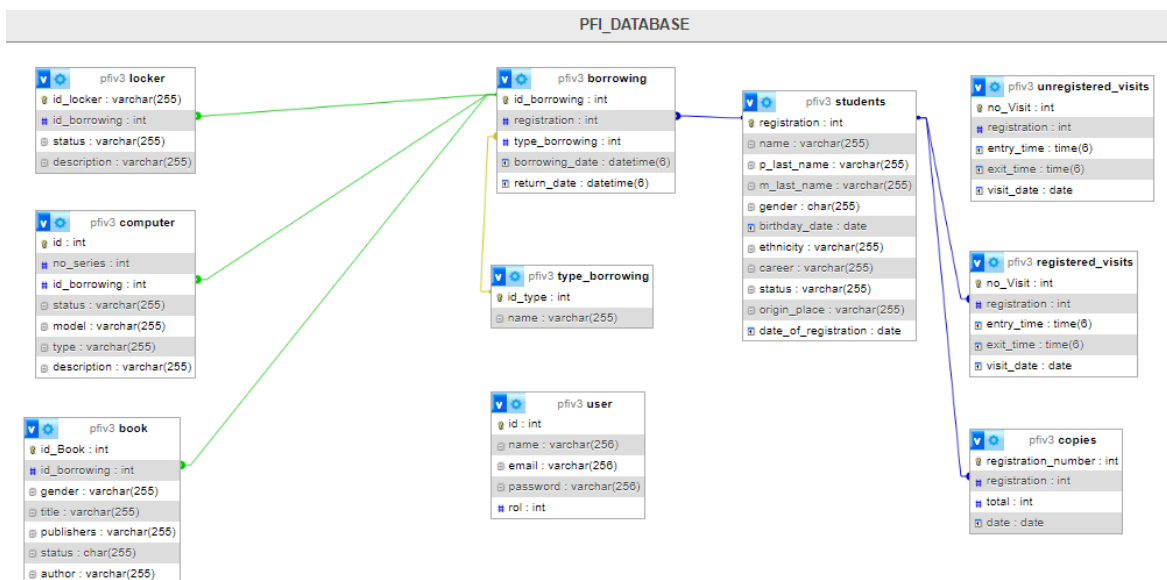 PFI_DATABASE
pfiv3 locker
id_locker : varchar(255)
id_borrowing : int
status : varchar(255)
description : varchar(255)
pfiv3 computer
id : int
no_series : int
id_borrowing : int
status : varchar(255)
model : varchar(255)
type : varchar(255)
description : varchar(255)
pfiv3 book
id_Book : int
id_borrowing : int
gender : varchar(255)
title : varchar(255)
publishers : varchar(255)
status : char(255)
author : varchar(255)
pfiv3 borrowing
id_borrowing : int
registration : int
type_borrowing : int
borrowing_date : datetime(6)
return_date : datetime(6)
pfiv3 type_borrowing
id_type : int
name : varchar(255)
pfiv3 user
id : int
name : varchar(256)
email : varchar(256)
password : varchar(256)
rol : int
pfiv3 students
registration : int
name : varchar(255)
p_last_name : varchar(255)
m_last_name : varchar(255)
gender : char(255)
birthday_date : date
ethnicity : varchar(255)
career : varchar(255)
status : varchar(255)
origin_place : varchar(255)
date_of_registration : date
pfiv3 unregistered_visits
no_Visit : int
registration : int
entry_time : time(6)
exit_time : time(6)
visit_date : date
pfiv3 registered_visits
no_Visit : int
registration : int
entry_time : time(6)
exit_time : time(6)
visit_date : date
pfiv3 copies
registration_number : int
registration : int
total : int
date : date